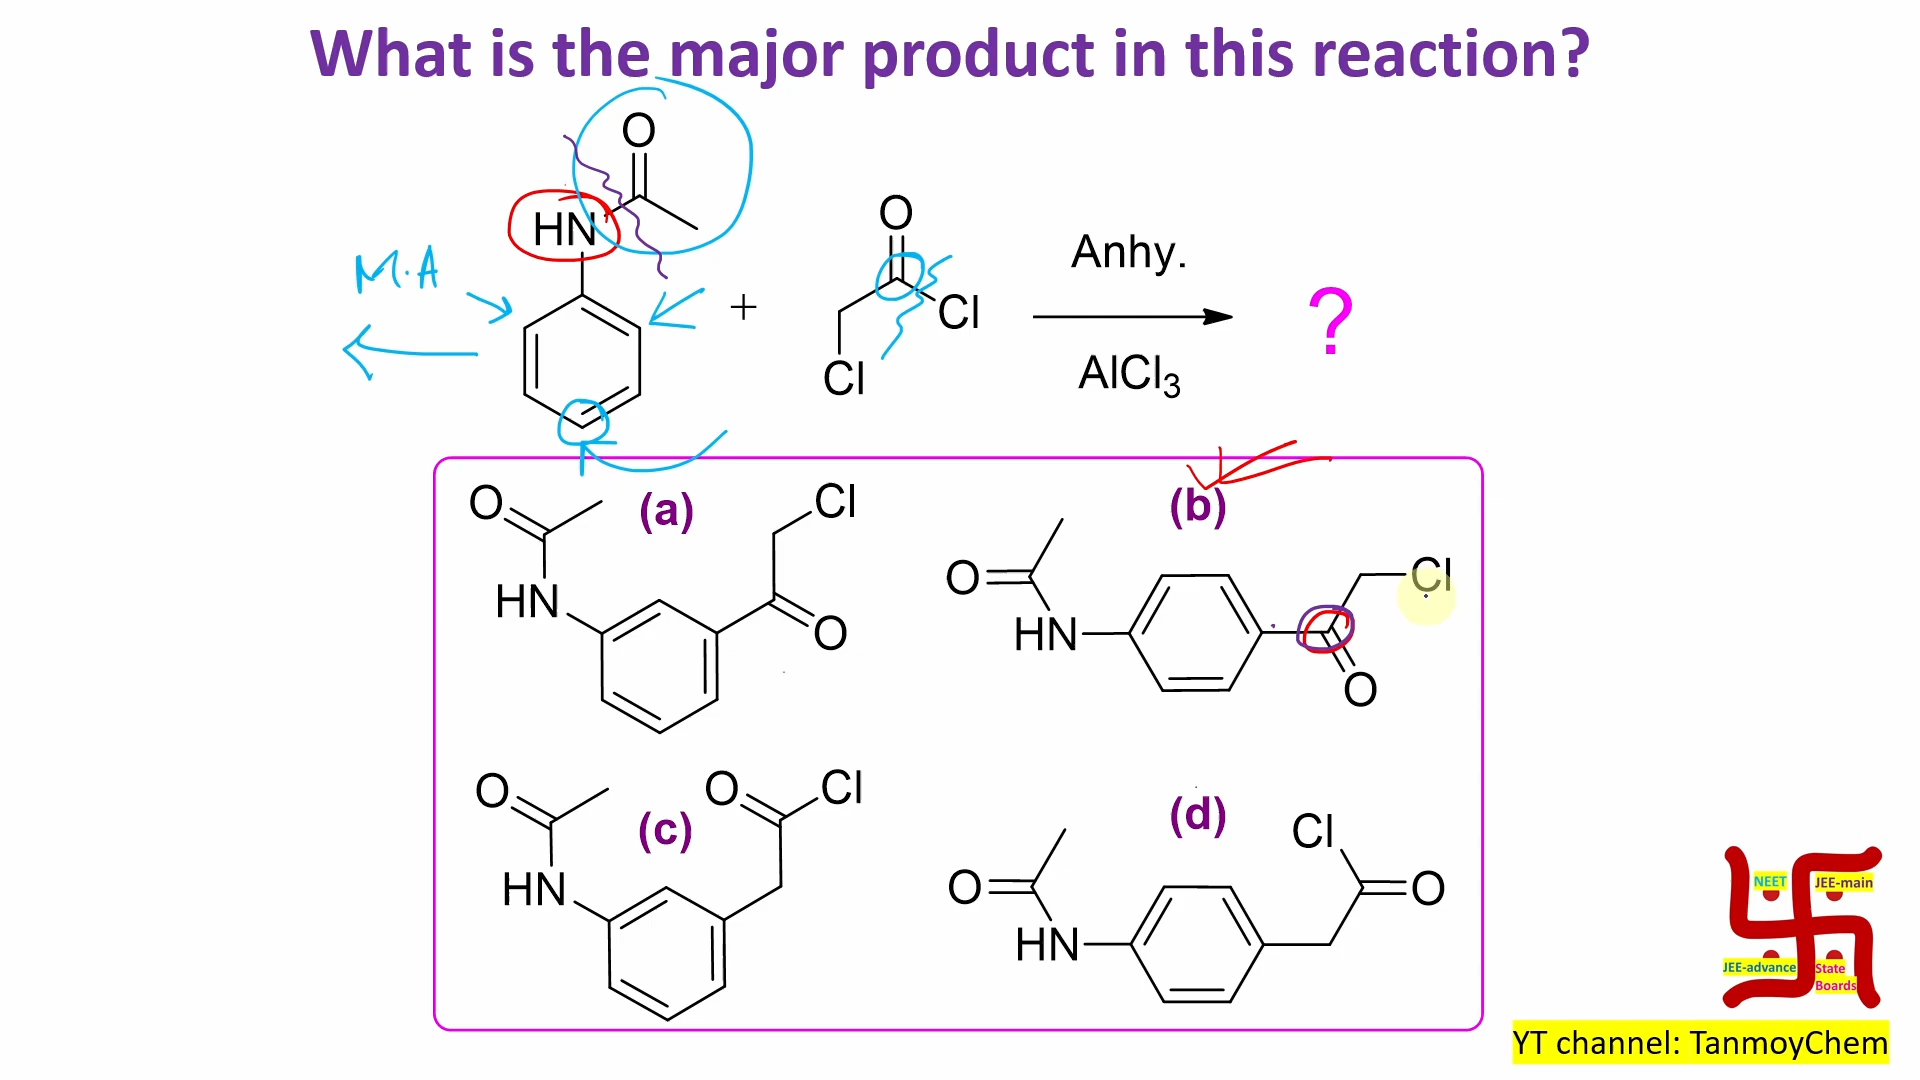 What is the major product in this reaction?
O
HN
M.A
+
O
Cl
Cl
Anhy.
AlCl₃
?
(a)
O
Cl
HN
O
(b)
O
Cl
HN
O
(c)
O
O
Cl
HN
(d)
Cl
O
O
HN
NEET
JEE-main
JEE-advance
State
Boards
YT channel: TanmoyChem